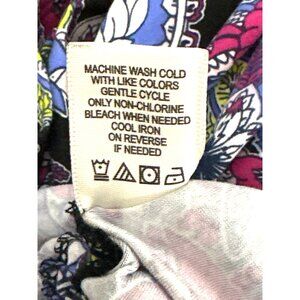 MACHINE WASH COLD
WITH LIKE COLORS
GENTLE CYCLE
ONLY NON-CHLORINE
BLEACH WHEN NEEDED
COOL IRON
ON REVERSE
IF NEEDED